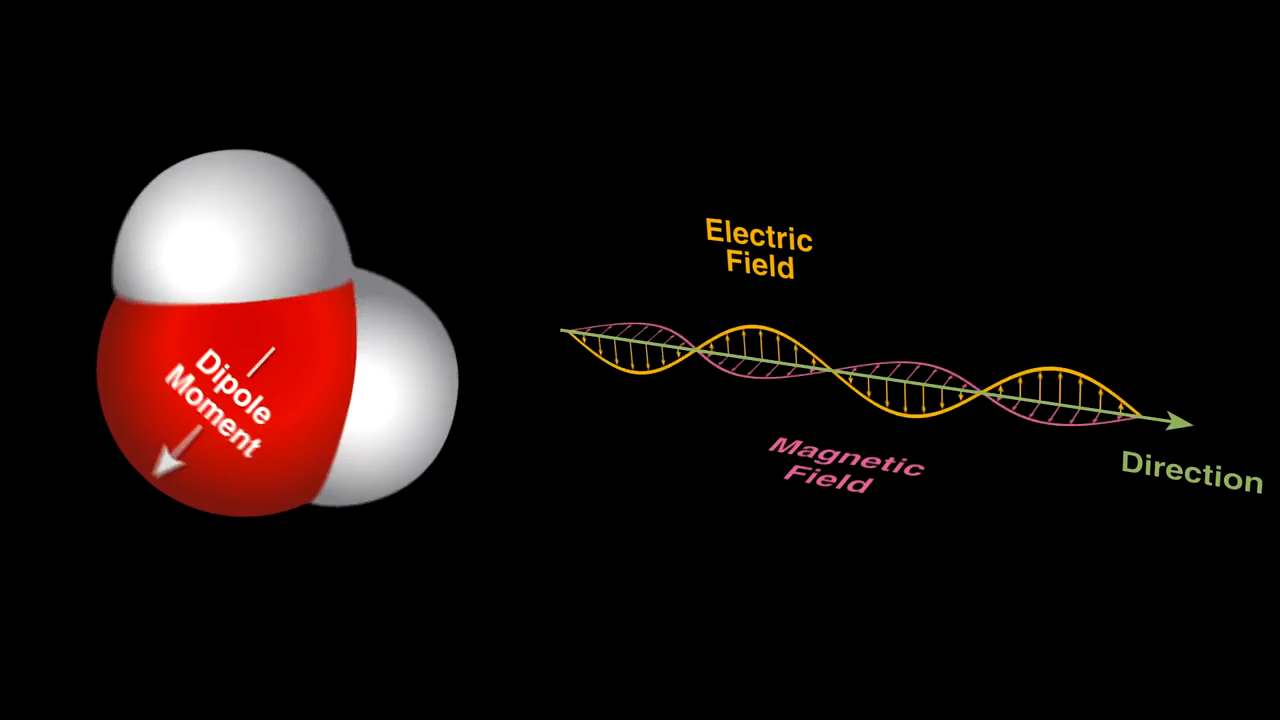 Dipole
Moment
Electric
Field
Magnetic
Field
Direction